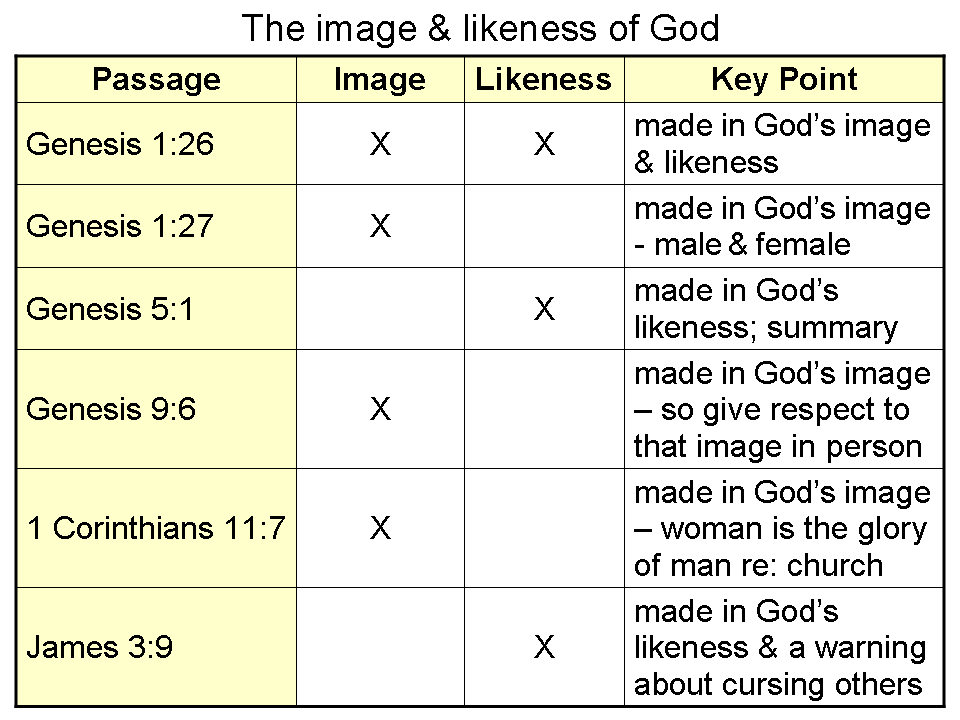 The image & likeness of God
Passage Image Likeness Key Point
Genesis 1:26 X X made in God’s image
& likeness
Genesis 1:27 X made in God’s image
- male & female
Genesis 5:1 X made in God’s
likeness; summary
Genesis 9:6 X made in God’s image
– so give respect to
that image in person
1 Corinthians 11:7 X made in God’s image
– woman is the glory
of man re: church
James 3:9 X made in God’s
likeness & a warning
about cursing others